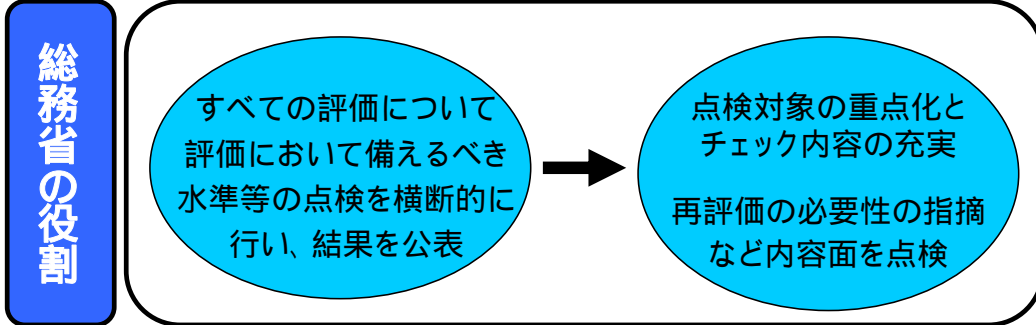 総務省の役割
すべての評価について
評価において備えるべき
水準等の点検を横断的に
行い、結果を公表
点検対象の重点化と
チェック内容の充実
再評価の必要性の指摘
など内容面を点検